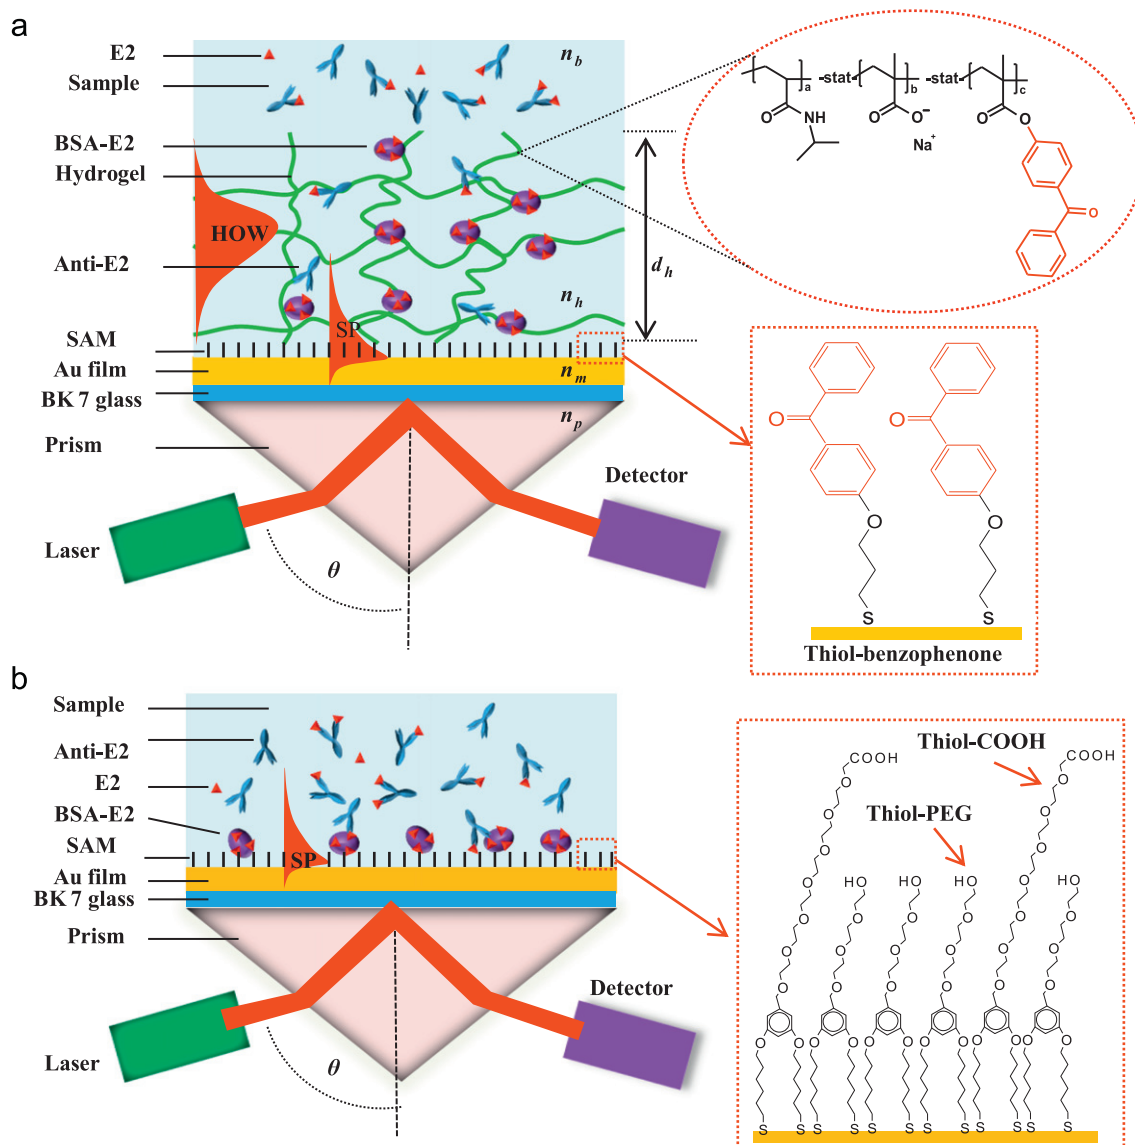 a
E2
Sample
BSA-E2
Hydrogel
HOW
Anti-E2
SAM
SP
Au film
BK 7 glass
Prism
Laser
Detector
θ
n_b
n_h
d_h
n_m
n_p
a
-stat-
b
-stat-
c
O
NH
O
O⁻
Na⁺
O
O
O
O
O
O
O
S
S
Thiol-benzophenone
b
Sample
Anti-E2
E2
BSA-E2
SAM
SP
Au film
BK 7 glass
Prism
Laser
Detector
θ
Thiol-COOH
COOH
COOH
Thiol-PEG
HO
HO
HO
HO
O O
O O
O O
O O
O O O O O O
O O O O O O
O O O O O O
O O O O O O O O O O O O
S S S S S S S S S S S S